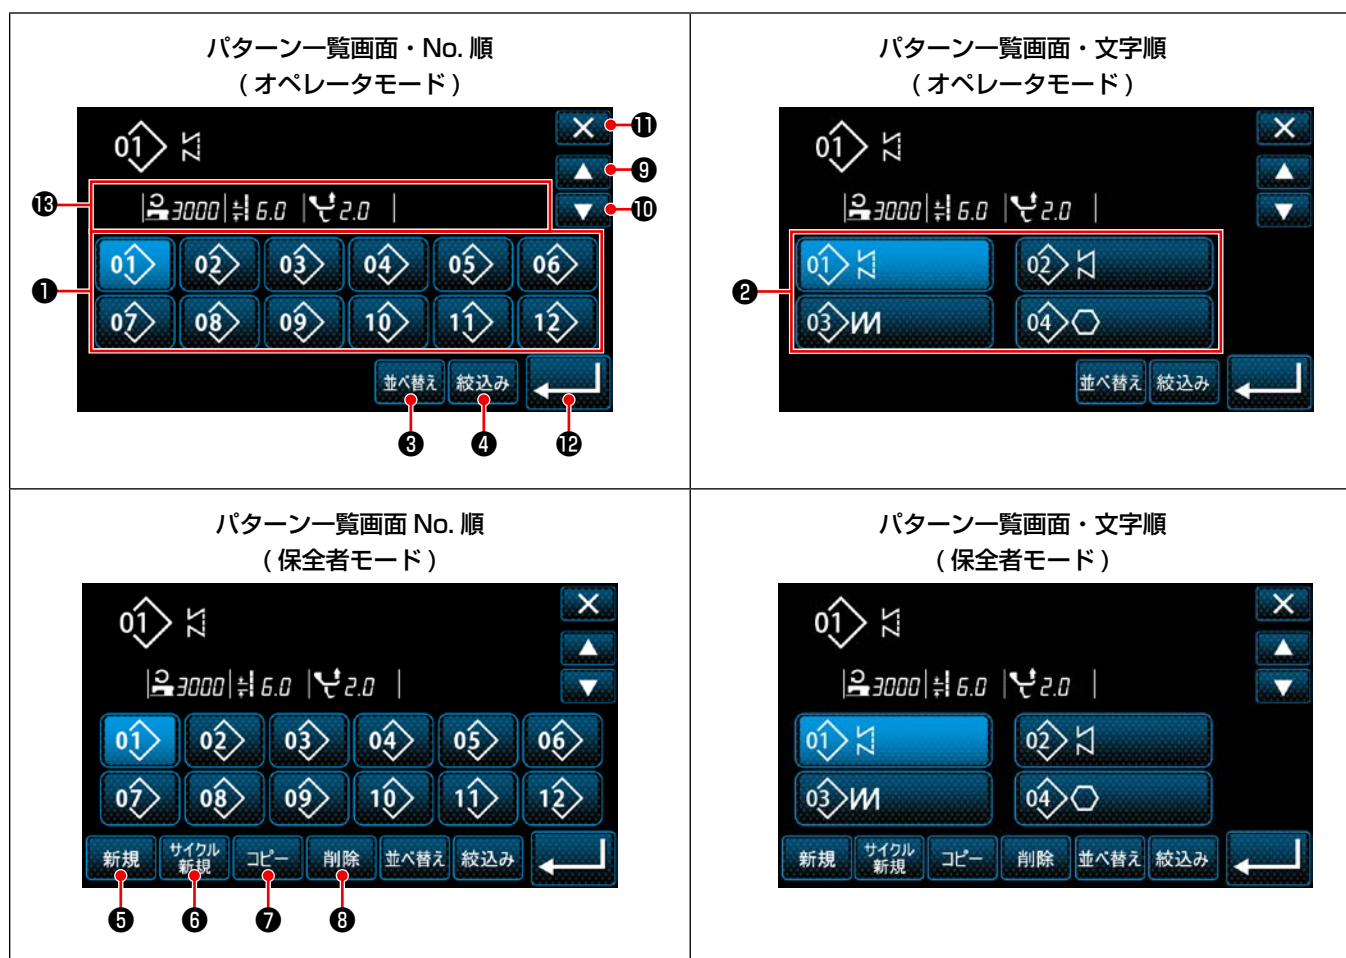 パターン一覧画面・No. 順
( オペレータモード )
01
3000 6.0 2.0
01 02 03 04 05 06
07 08 09 10 11 12
並べ替え 絞込み
⓫
❾
❿
⓭
❶
❸ ❹ ⓬
パターン一覧画面・文字順
( オペレータモード )
01
3000 6.0 2.0
01 02
03 04
並べ替え 絞込み
❷
パターン一覧画面 No. 順
( 保全者モード )
01
3000 6.0 2.0
01 02 03 04 05 06
07 08 09 10 11 12
新規 サイクル新規 コピー 削除 並べ替え 絞込み
❺ ❻ ❼ ❽
パターン一覧画面・文字順
( 保全者モード )
01
3000 6.0 2.0
01 02
03 04
新規 サイクル新規 コピー 削除 並べ替え 絞込み